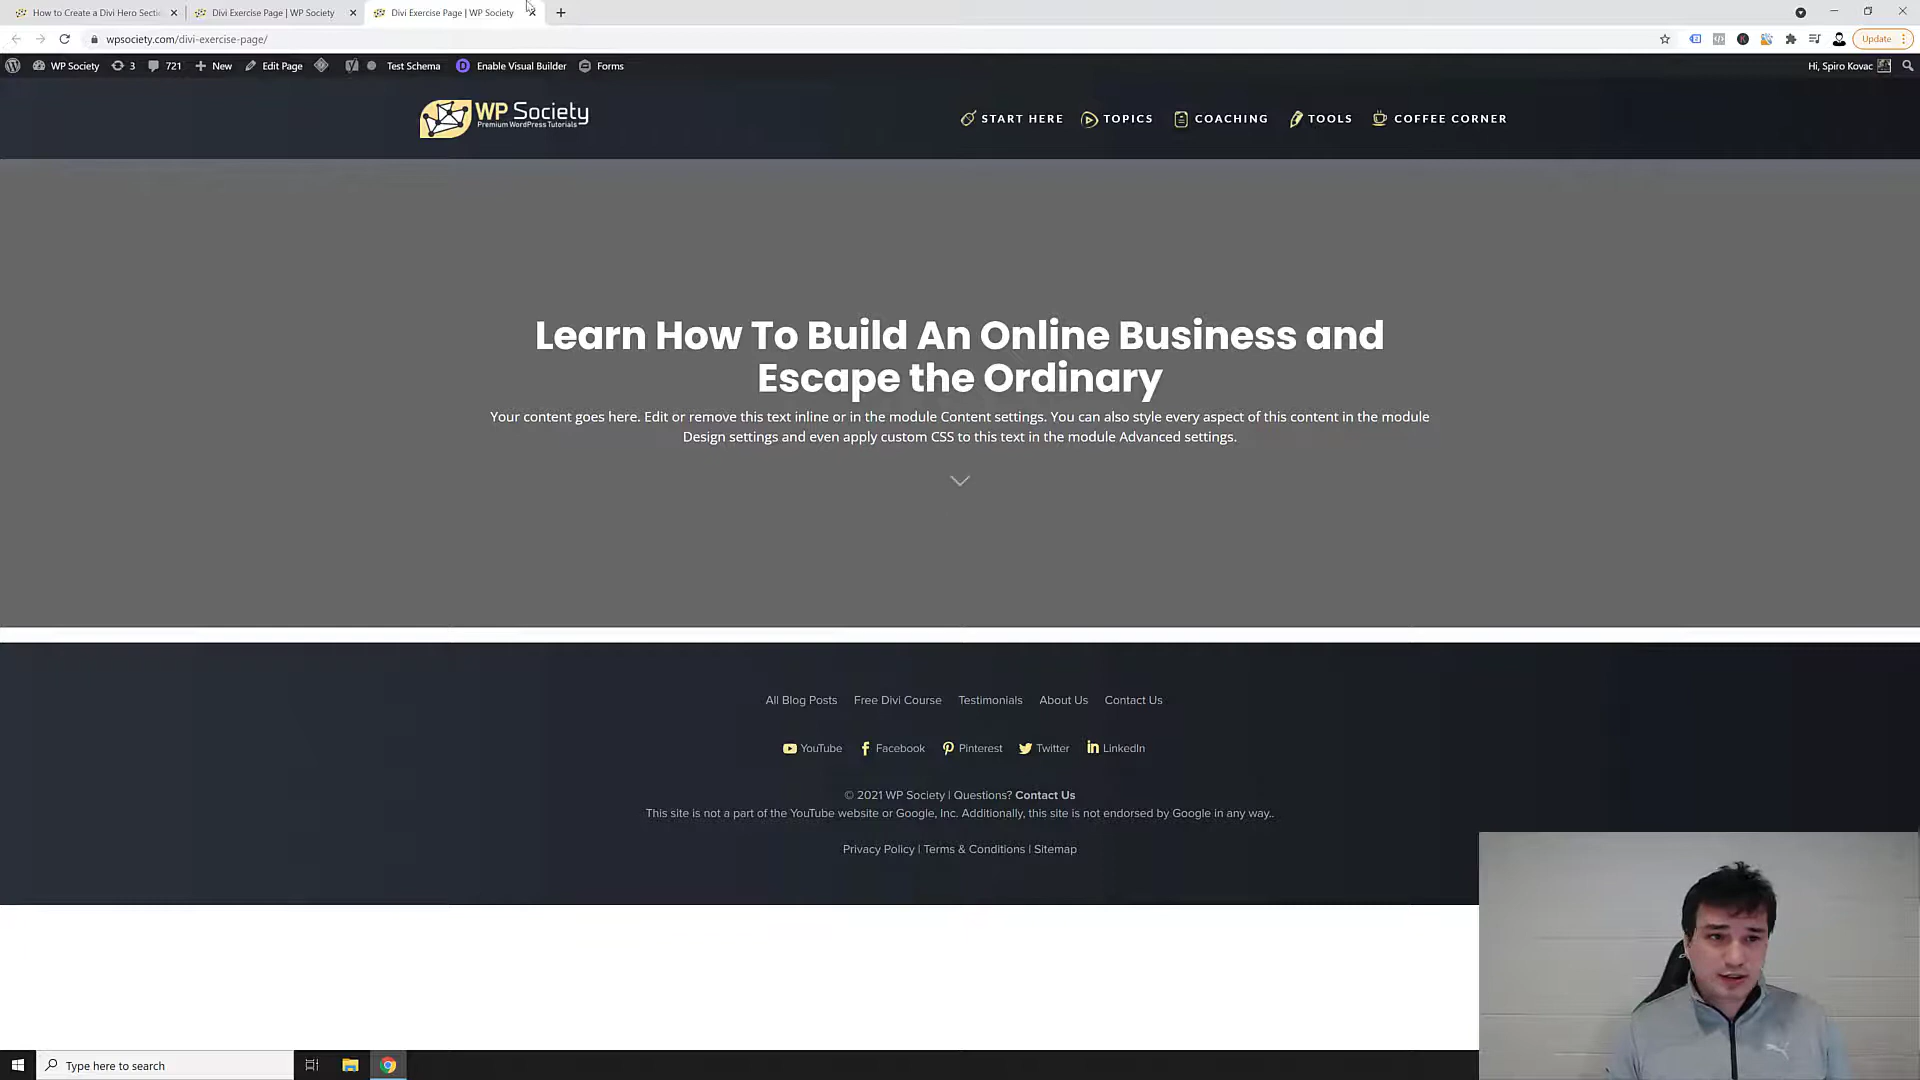 How to Create a Divi Hero Secti
Divi Exercise Page | WP Society
Divi Exercise Page | WP Society
wpsociety.com/divi-exercise-page/
Update
WP Society
3
721
New
Edit Page
Test Schema
Enable Visual Builder
Forms
Hi, Spiro Kovac
WP Society
Premium WordPress Tutorials
START HERE
TOPICS
COACHING
TOOLS
COFFEE CORNER
Learn How To Build An Online Business and
Escape the Ordinary
Your content goes here. Edit or remove this text inline or in the module Content settings. You can also style every aspect of this content in the module
Design settings and even apply custom CSS to this text in the module Advanced settings.
All Blog Posts Free Divi Course Testimonials About Us Contact Us
YouTube Facebook Pinterest Twitter LinkedIn
© 2021 WP Society | Questions? Contact Us
This site is not a part of the YouTube website or Google, Inc. Additionally, this site is not endorsed by Google in any way..
Privacy Policy | Terms & Conditions | Sitemap
Type here to search